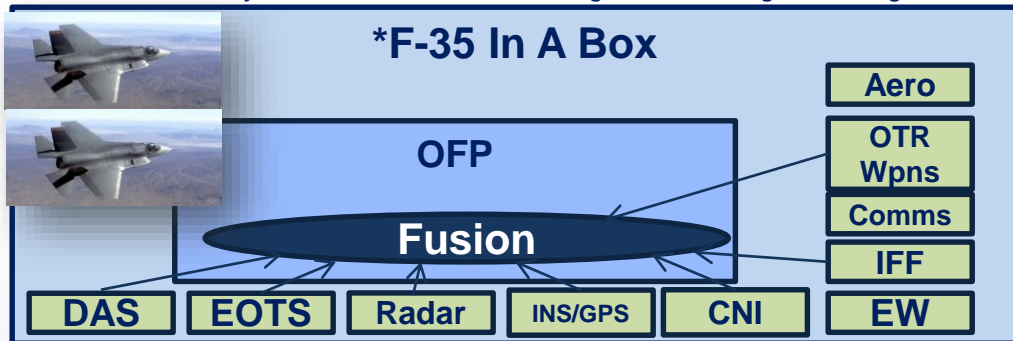 *F-35 In A Box
Aero
OFP
OTR
Wpns
Comms
Fusion
IFF
DAS
EOTS
Radar
INS/GPS
CNI
EW